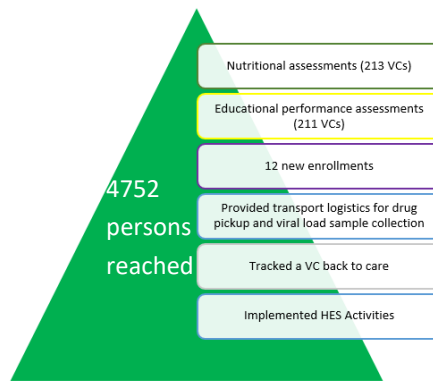 Nutritional assessments (213 VCs)
Educational performance assessments
(211 VCs)
12 new enrollments
4752
persons
reached
Provided transport logistics for drug
pickup and viral load sample collection
Tracked a VC back to care
Implemented HES Activities